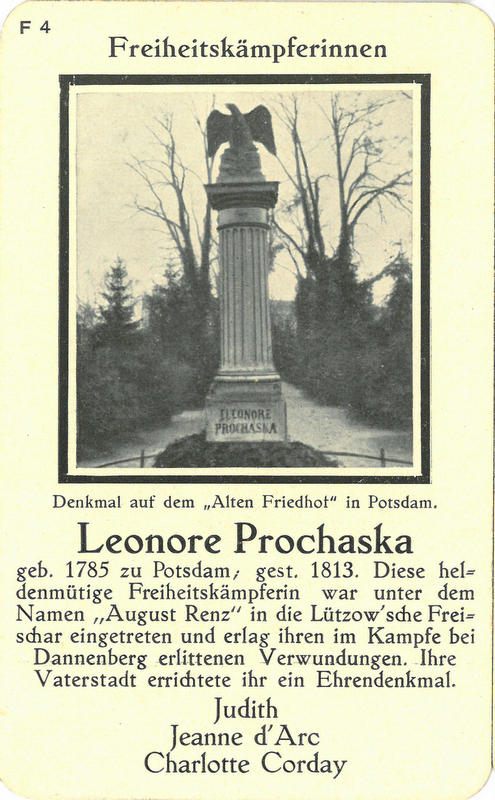 F 4
Freiheitskämpferinnen
ELEONORE
PROCHASKA
Denkmal auf dem „Alten Friedhof" in Potsdam.
Leonore Prochaska
geb. 1785 zu Potsdam, gest. 1813. Diese hel=
denmütige Freiheitskämpferin war unter dem
Namen „August Renz" in die Lützow'sche Frei=
schar eingetreten und erlag ihren im Kampfe bei
Dannenberg erlittenen Verwundungen. Ihre
Vaterstadt errichtete ihr ein Ehrendenkmal.
Judith
Jeanne d'Arc
Charlotte Corday